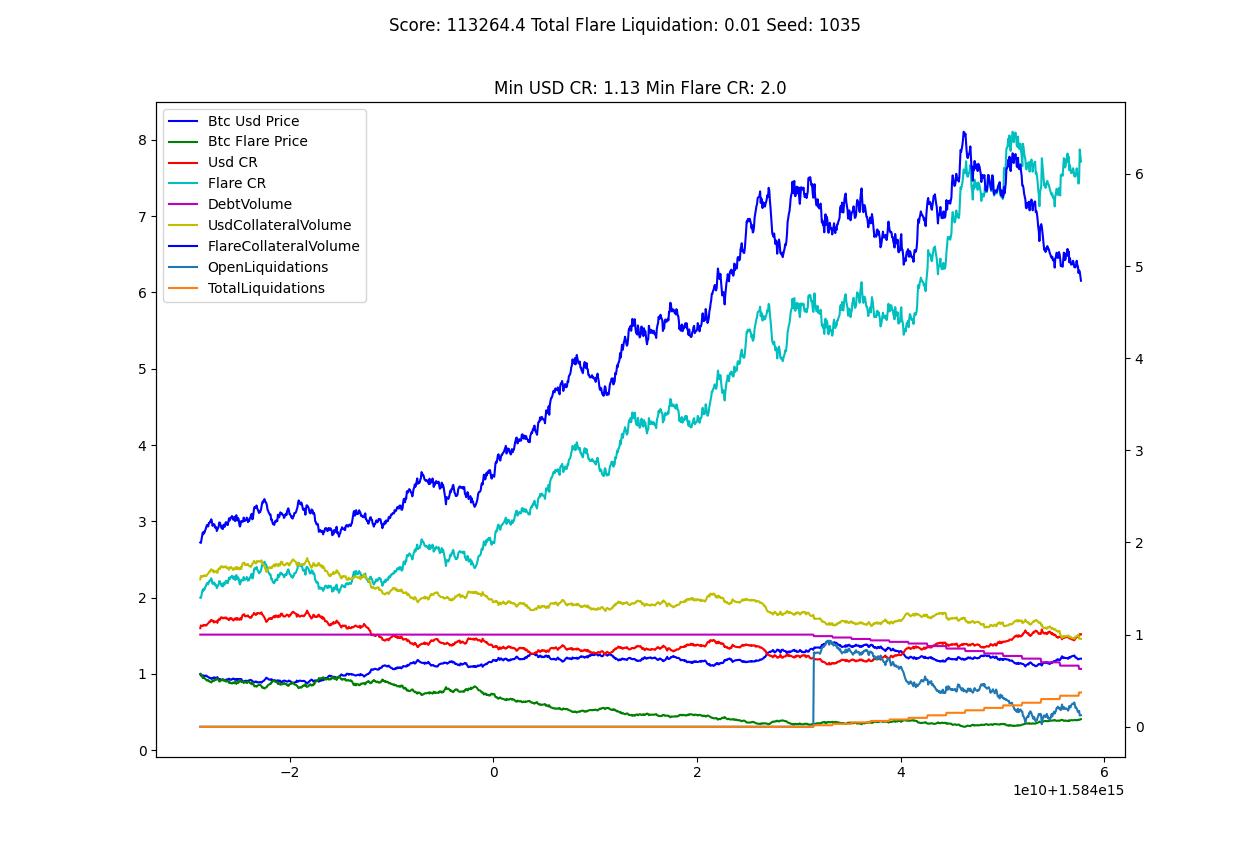 Score: 113264.4 Total Flare Liquidation: 0.01 Seed: 1035
Min USD CR: 1.13 Min Flare CR: 2.0
Btc Usd Price
Btc Flare Price
Usd CR
Flare CR
DebtVolume
UsdCollateralVolume
FlareCollateralVolume
OpenLiquidations
TotalLiquidations
8
7
6
5
4
3
2
1
0
6
5
4
3
2
1
0
−2
0
2
4
6
1e10+1.584e15